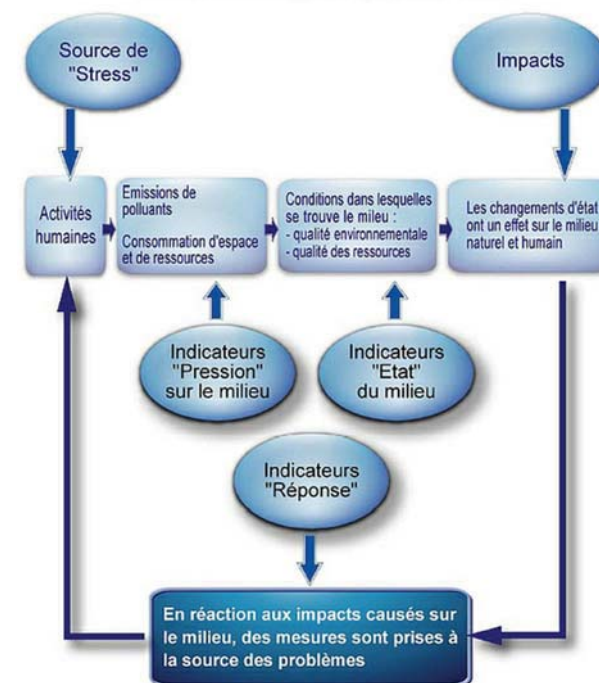 Source de
"Stress"
Impacts
Activités
humaines
Emissions de
polluants
Consommation d'espace
et de ressources
Conditions dans lesquelles
se trouve le mileu :
- qualité environnementale
- qualité des ressources
Les changements d'état
ont un effet sur le milieu
naturel et humain
Indicateurs
"Pression"
sur le milieu
Indicateurs
"Etat"
du milieu
Indicateurs
"Réponse"
En réaction aux impacts causés sur
le milieu, des mesures sont prises à
la source des problèmes